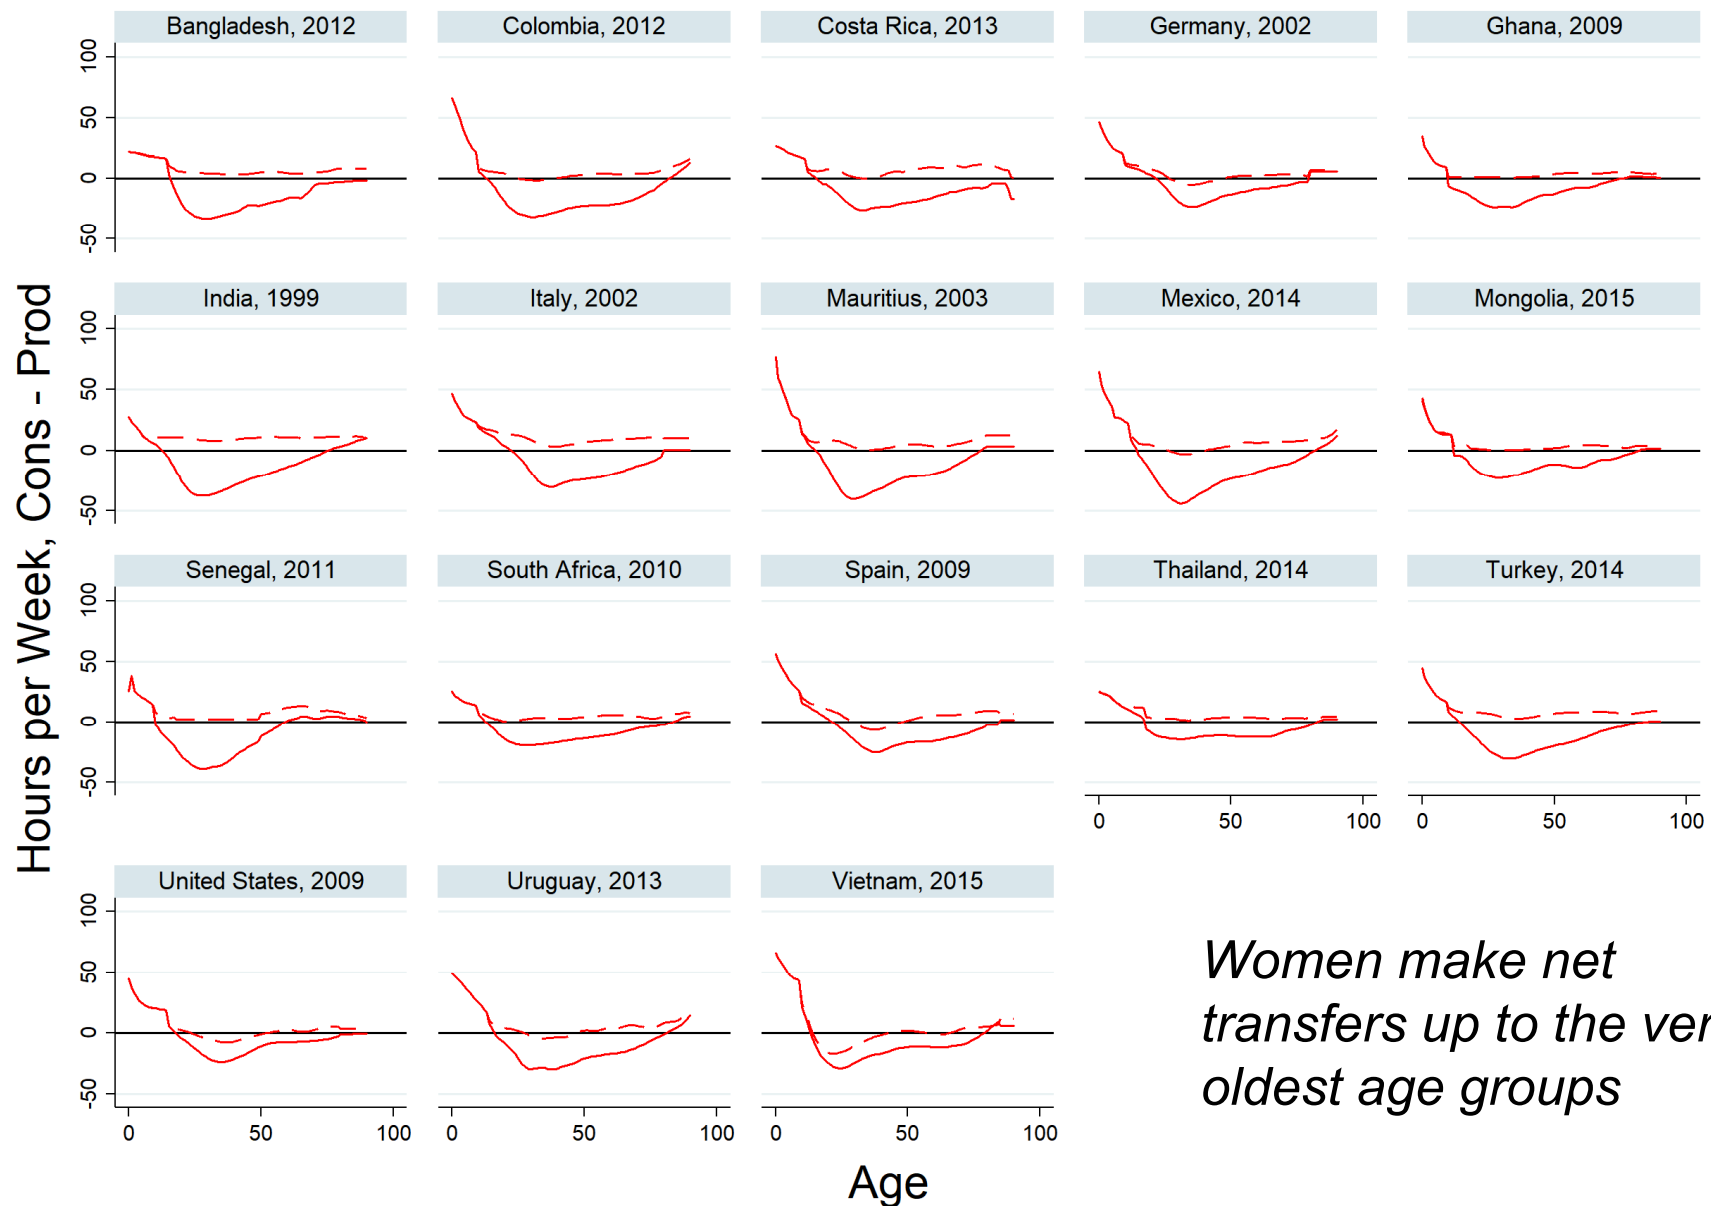 Bangladesh, 2012
Colombia, 2012
Costa Rica, 2013
Germany, 2002
Ghana, 2009
100
50
0
-50
India, 1999
Italy, 2002
Mauritius, 2003
Mexico, 2014
Mongolia, 2015
100
50
0
-50
Senegal, 2011
South Africa, 2010
Spain, 2009
Thailand, 2014
Turkey, 2014
100
50
0
-50
0 50 100
0 50 100
United States, 2009
Uruguay, 2013
Vietnam, 2015
100
50
0
-50
0 50 100
0 50 100
0 50 100
Hours per Week, Cons - Prod
Age
Women make net
transfers up to the ver
oldest age groups